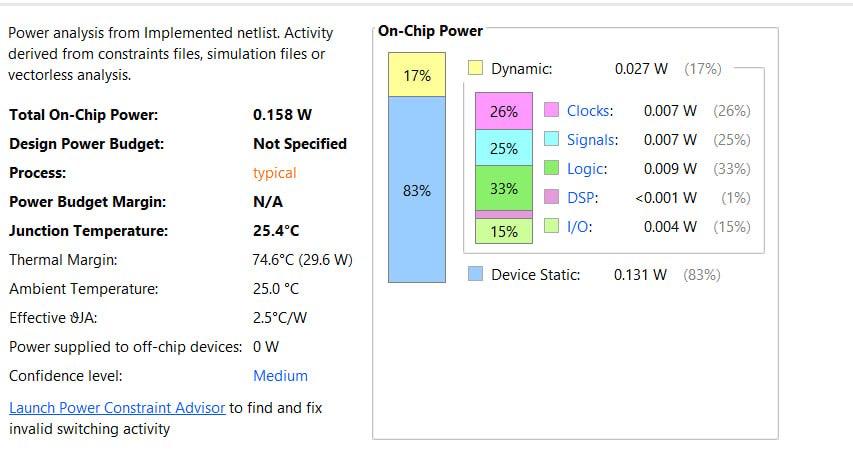 Power analysis from Implemented netlist. Activity
derived from constraints files, simulation files or
vectorless analysis.
Total On-Chip Power: 0.158 W
Design Power Budget: Not Specified
Process: typical
Power Budget Margin: N/A
Junction Temperature: 25.4°C
Thermal Margin: 74.6°C (29.6 W)
Ambient Temperature: 25.0 °C
Effective ϑJA: 2.5°C/W
Power supplied to off-chip devices: 0 W
Confidence level: Medium
Launch Power Constraint Advisor to find and fix
invalid switching activity
On-Chip Power
17%
83%
Dynamic: 0.027 W (17%)
26%
25%
33%
15%
Clocks: 0.007 W (26%)
Signals: 0.007 W (25%)
Logic: 0.009 W (33%)
DSP: <0.001 W (1%)
I/O: 0.004 W (15%)
Device Static: 0.131 W (83%)